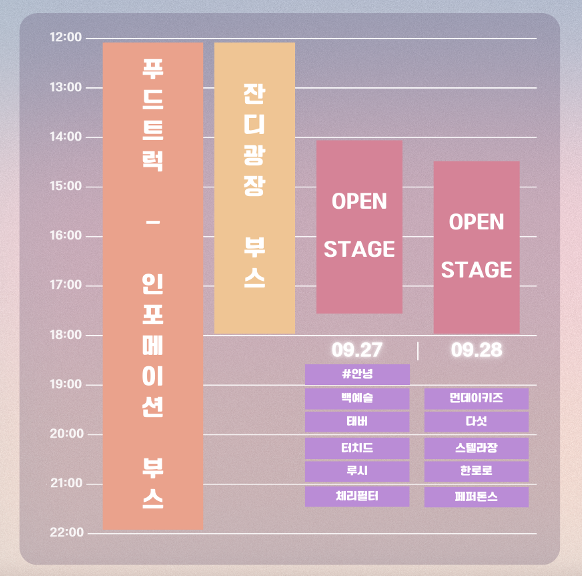 12:00
13:00
14:00
15:00
16:00
17:00
18:00
19:00
20:00
21:00
22:00
푸드트럭 - 인포메이션 부스
잔디광장 부스
OPEN
STAGE
OPEN
STAGE
09.27 | 09.28
#안녕
백예슬
태버
터치드
루시
체리필터
먼데이키즈
다섯
스텔라장
한로로
페퍼톤스